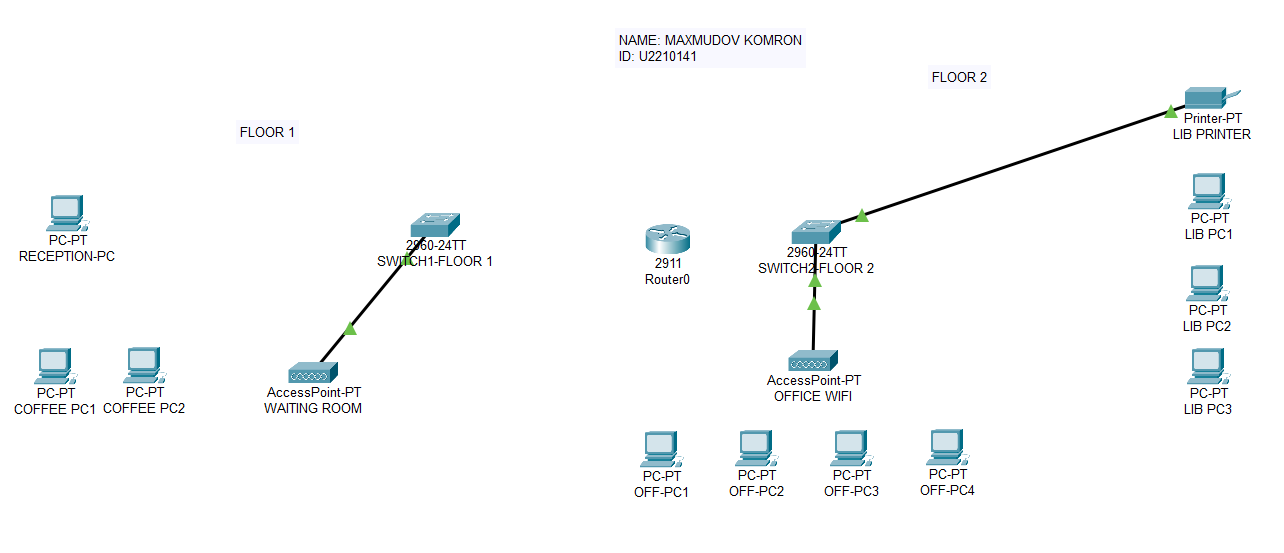 NAME: MAXMUDOV KOMRON
ID: U2210141
FLOOR 2
FLOOR 1
Printer-PT
LIB PRINTER
PC-PT
RECEPTION-PC
2960-24TT
SWITCH1-FLOOR 1
2911
Router0
2960-24TT
SWITCH2-FLOOR 2
PC-PT
LIB PC1
PC-PT
LIB PC2
PC-PT
COFFEE PC1
PC-PT
COFFEE PC2
AccessPoint-PT
WAITING ROOM
AccessPoint-PT
OFFICE WIFI
PC-PT
LIB PC3
PC-PT
OFF-PC1
PC-PT
OFF-PC2
PC-PT
OFF-PC3
PC-PT
OFF-PC4